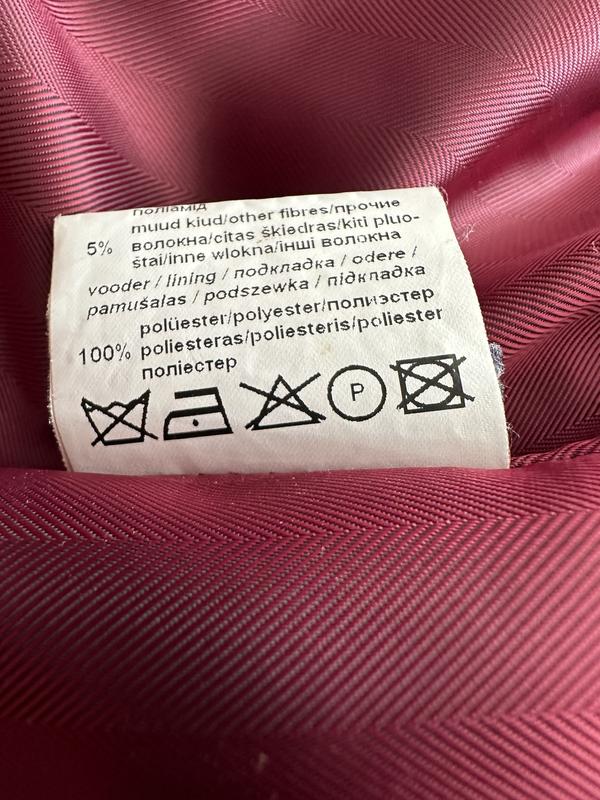 поліамід
muud kiud/other fibres/прочие
5% волокна/citas šķiedras/kiti pluo-
štai/inne wlokna/інші волокна
vooder / lining / подкладка / odere /
pamušalas / podszewka / підкладка
polüester/polyester/полиэстер
100% poliesteras/poliesteris/poliester
поліестер
P